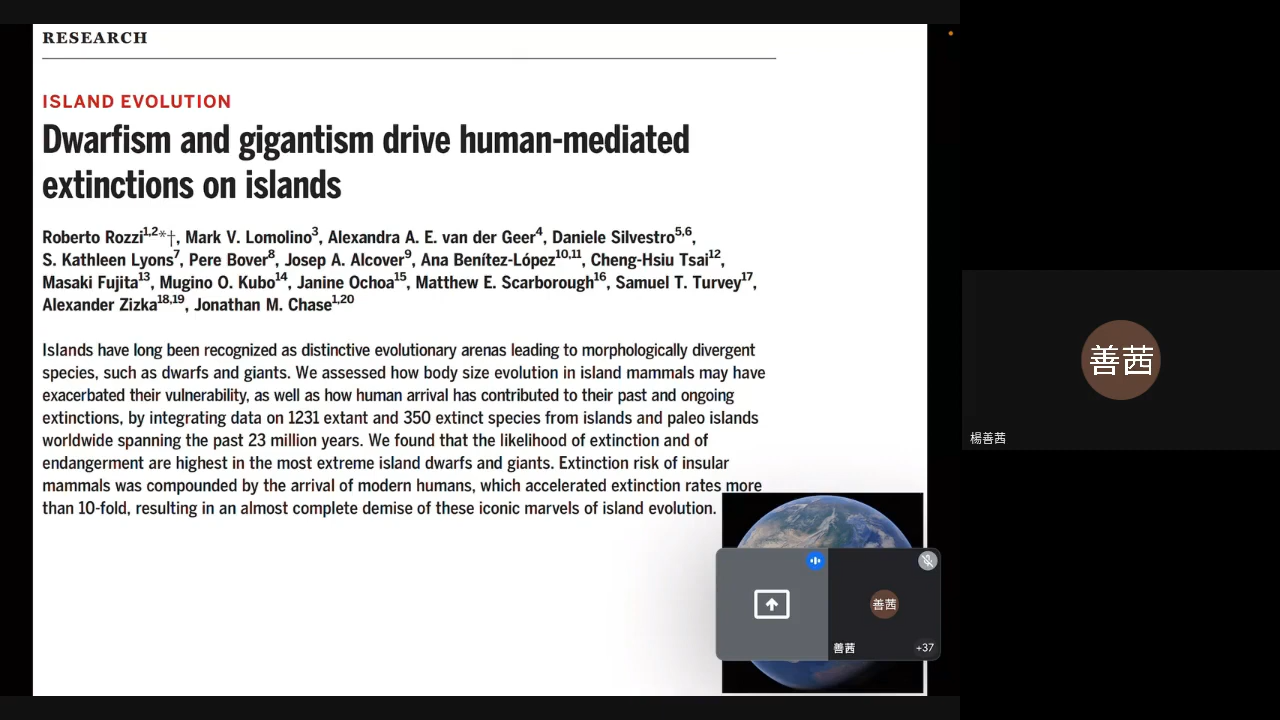 RESEARCH
ISLAND EVOLUTION
Dwarfism and gigantism drive human-mediated
extinctions on islands
Roberto Rozzi1,2*†, Mark V. Lomolino3, Alexandra A. E. van der Geer4, Daniele Silvestro5,6,
S. Kathleen Lyons7, Pere Bover8, Josep A. Alcover9, Ana Benítez-López10,11, Cheng-Hsiu Tsai12,
Masaki Fujita13, Mugino O. Kubo14, Janine Ochoa15, Matthew E. Scarborough16, Samuel T. Turvey17,
Alexander Zizka18,19, Jonathan M. Chase1,20
Islands have long been recognized as distinctive evolutionary arenas leading to morphologically divergent
species, such as dwarfs and giants. We assessed how body size evolution in island mammals may have
exacerbated their vulnerability, as well as how human arrival has contributed to their past and ongoing
extinctions, by integrating data on 1231 extant and 350 extinct species from islands and paleo islands
worldwide spanning the past 23 million years. We found that the likelihood of extinction and of
endangerment are highest in the most extreme island dwarfs and giants. Extinction risk of insular
mammals was compounded by the arrival of modern humans, which accelerated extinction rates more
than 10-fold, resulting in an almost complete demise of these iconic marvels of island evolution.
善茜
善茜
+37
善茜
楊善茜